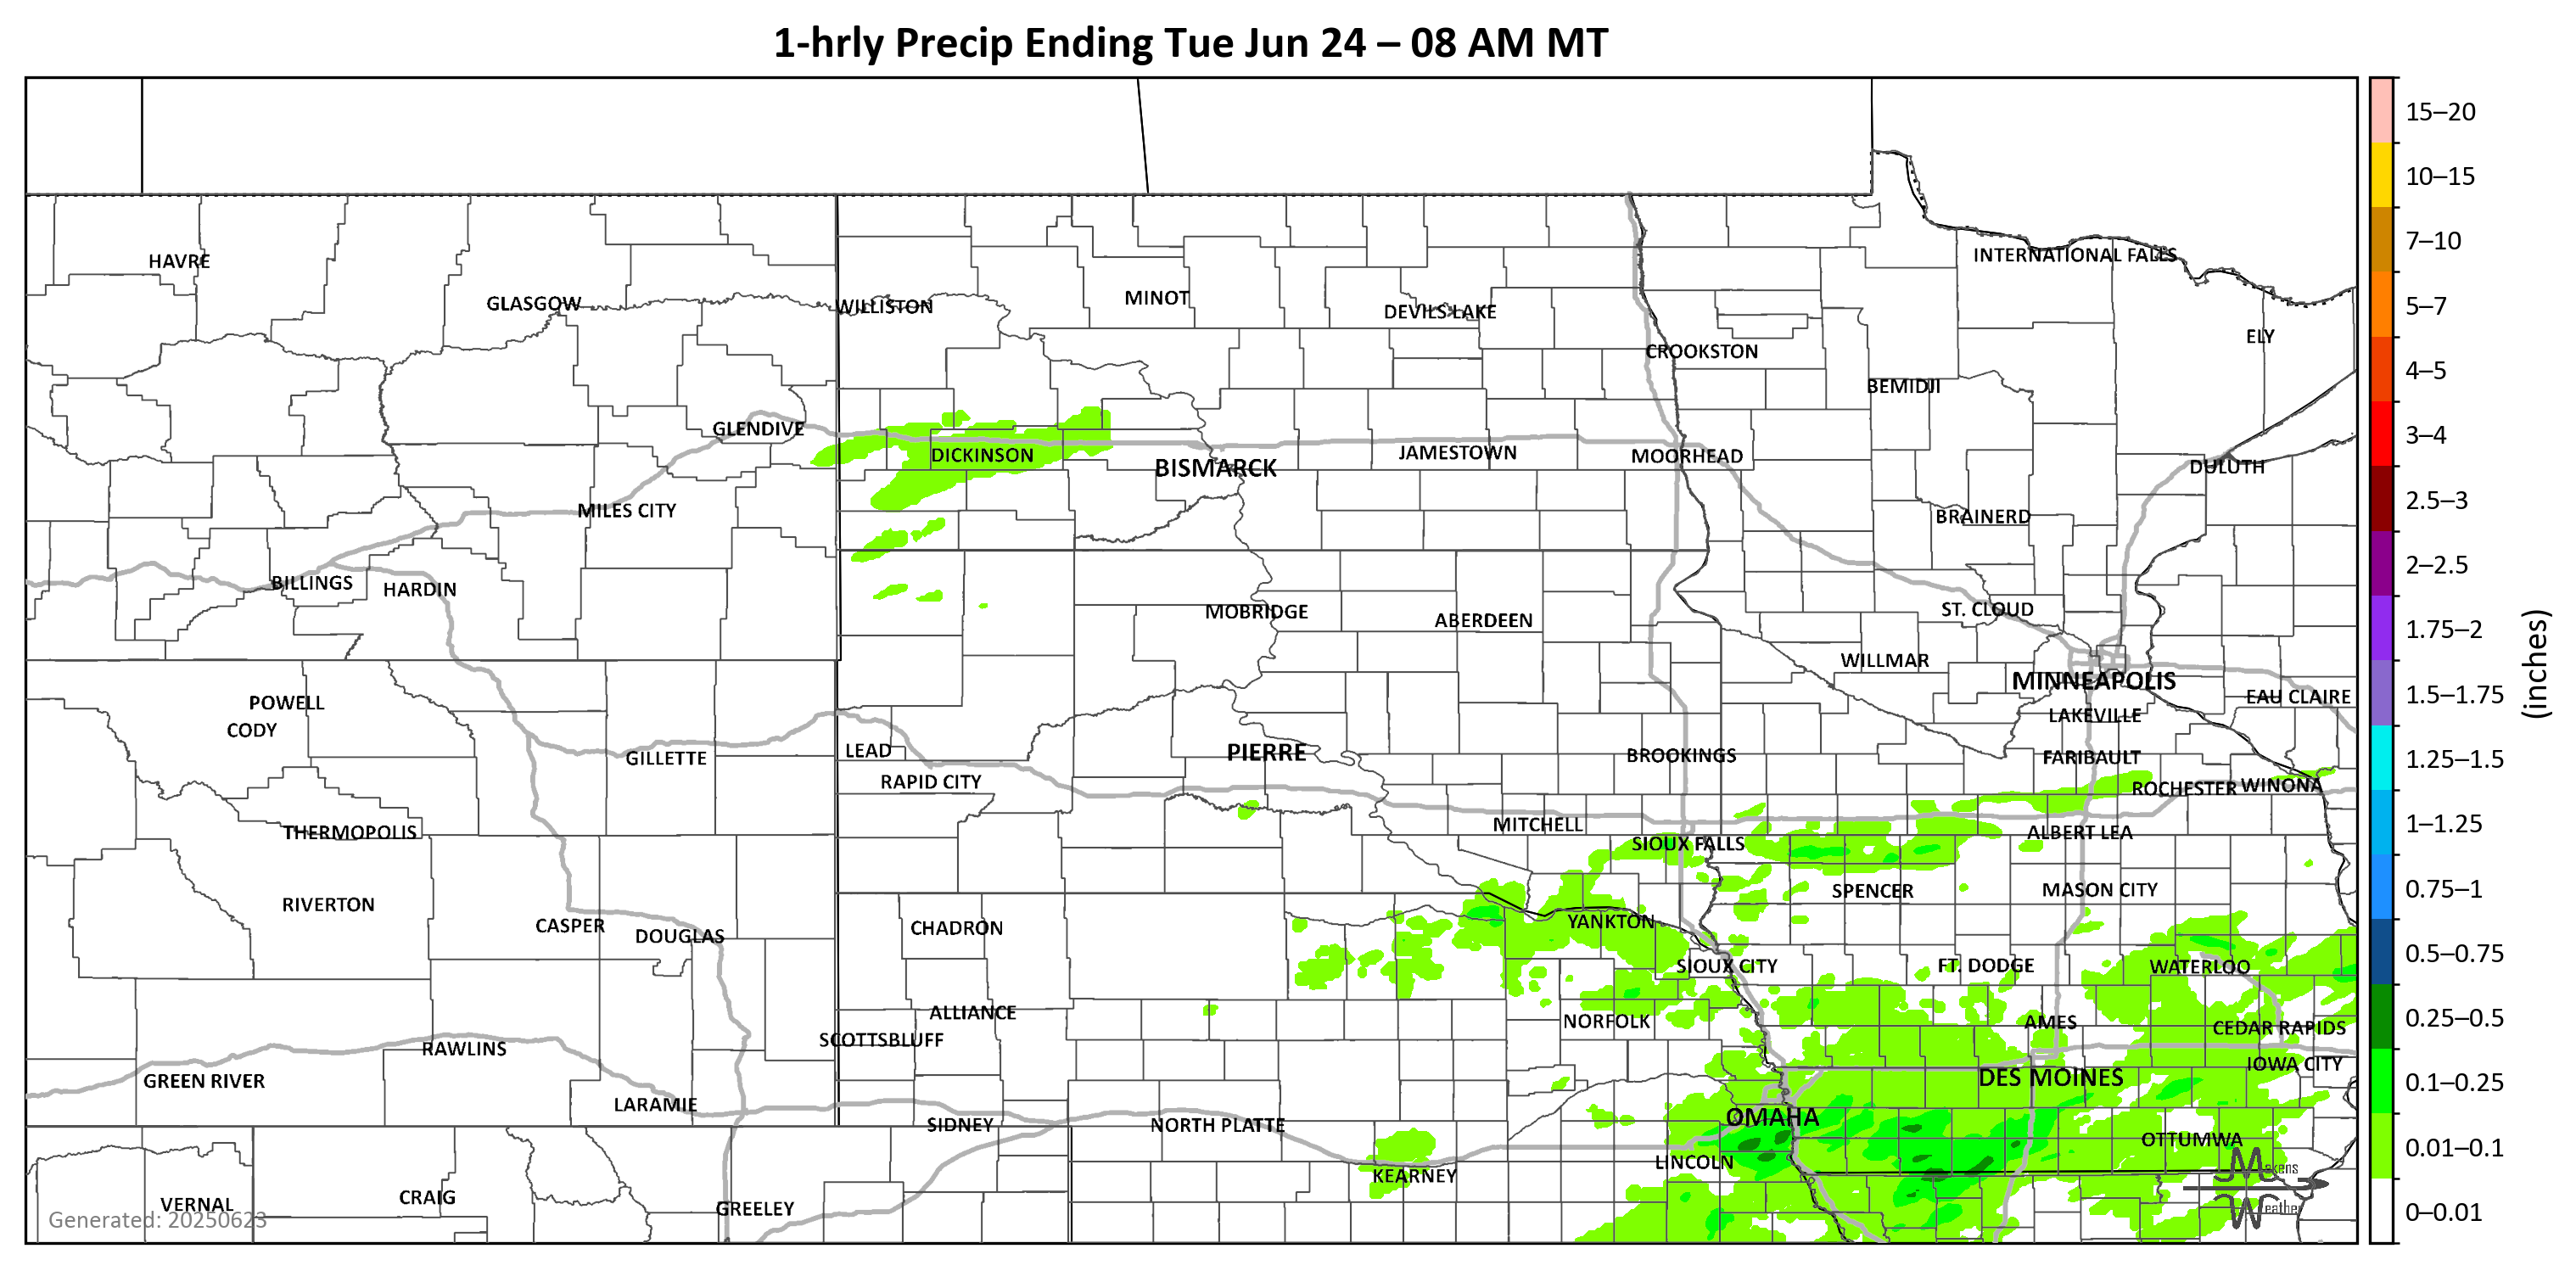 1-hrly Precip Ending Tue Jun 24 – 08 AM MT
HAVRE
INTERNATIONAL FALLS
GLASGOW
WILLISTON
MINOT
DEVILS LAKE
ELY
CROOKSTON
BEMIDJI
GLENDIVE
DICKINSON
BISMARCK
JAMESTOWN
MOORHEAD
DULUTH
MILES CITY
BRAINERD
BILLINGS
HARDIN
MOBRIDGE
ABERDEEN
ST. CLOUD
WILLMAR
MINNEAPOLIS
EAU CLAIRE
POWELL
CODY
LAKEVILLE
GILLETTE
LEAD
PIERRE
BROOKINGS
FARIBAULT
RAPID CITY
ROCHESTER
WINONA
THERMOPOLIS
MITCHELL
SIOUX FALLS
ALBERT LEA
RIVERTON
SPENCER
MASON CITY
CASPER
DOUGLAS
CHADRON
YANKTON
SIOUX CITY
FT. DODGE
WATERLOO
ALLIANCE
NORFOLK
AMES
CEDAR RAPIDS
SCOTTSBLUFF
RAWLINS
IOWA CITY
GREEN RIVER
DES MOINES
LARAMIE
SIDNEY
NORTH PLATTE
OMAHA
OTTUMWA
LINCOLN
KEARNEY
VERNAL
CRAIG
GREELEY
Generated: 20250623
Makens
Weather
15–20
10–15
7–10
5–7
4–5
3–4
2.5–3
2–2.5
1.75–2
1.5–1.75
1.25–1.5
1–1.25
0.75–1
0.5–0.75
0.25–0.5
0.1–0.25
0.01–0.1
0–0.01
(inches)